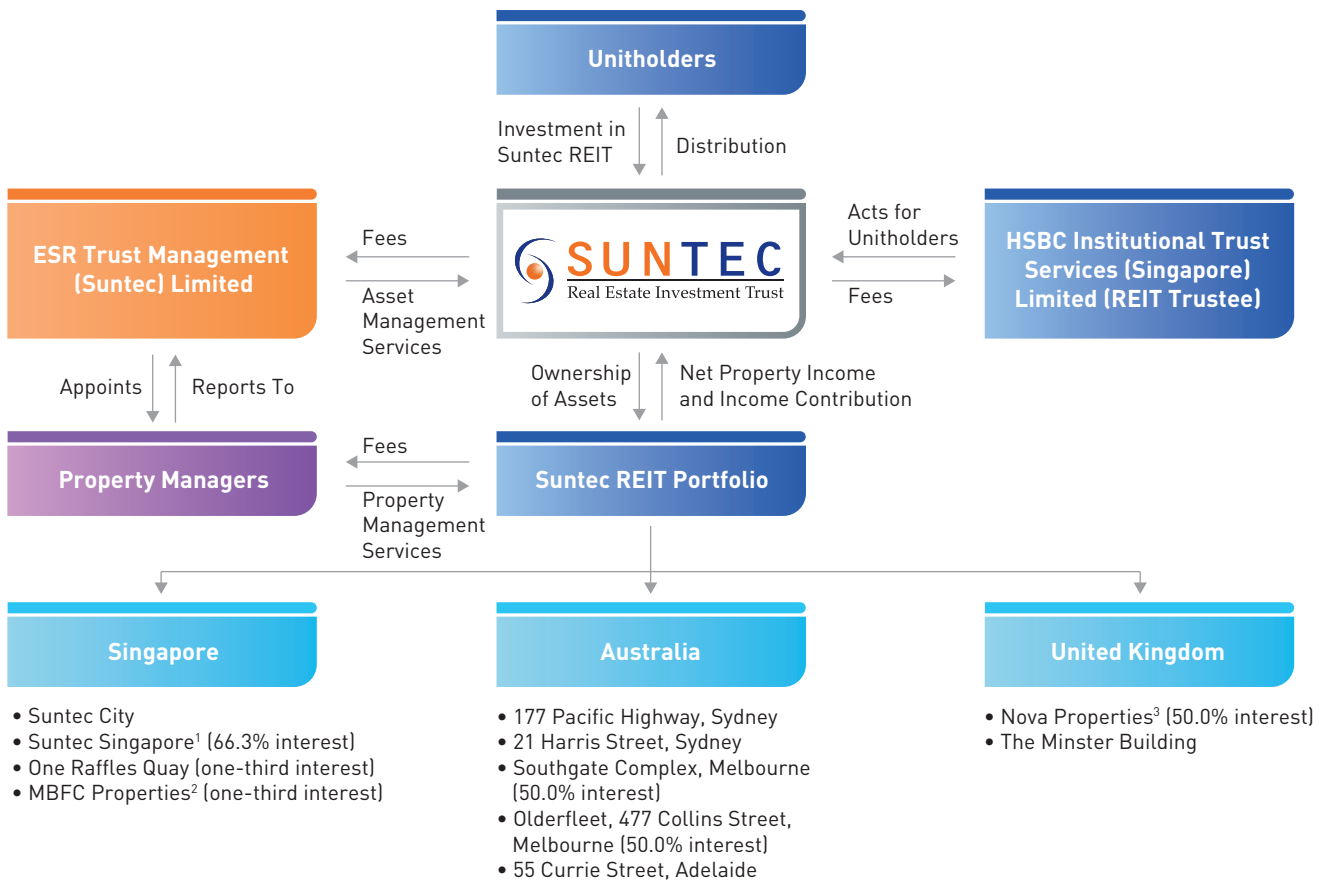 Unitholders
Investment in
Suntec REIT
Distribution
ESR Trust Management
(Suntec) Limited
Fees
Asset
Management
Services
SUNTEC
Real Estate Investment Trust
Acts for
Unitholders
Fees
HSBC Institutional Trust
Services (Singapore)
Limited (REIT Trustee)
Appoints
Reports To
Ownership
of Assets
Net Property Income
and Income Contribution
Property Managers
Fees
Property
Management
Services
Suntec REIT Portfolio
Singapore
• Suntec City
• Suntec Singapore¹ (66.3% interest)
• One Raffles Quay (one-third interest)
• MBFC Properties² (one-third interest)
Australia
• 177 Pacific Highway, Sydney
• 21 Harris Street, Sydney
• Southgate Complex, Melbourne
(50.0% interest)
• Olderfleet, 477 Collins Street,
Melbourne (50.0% interest)
• 55 Currie Street, Adelaide
United Kingdom
• Nova Properties³ (50.0% interest)
• The Minster Building